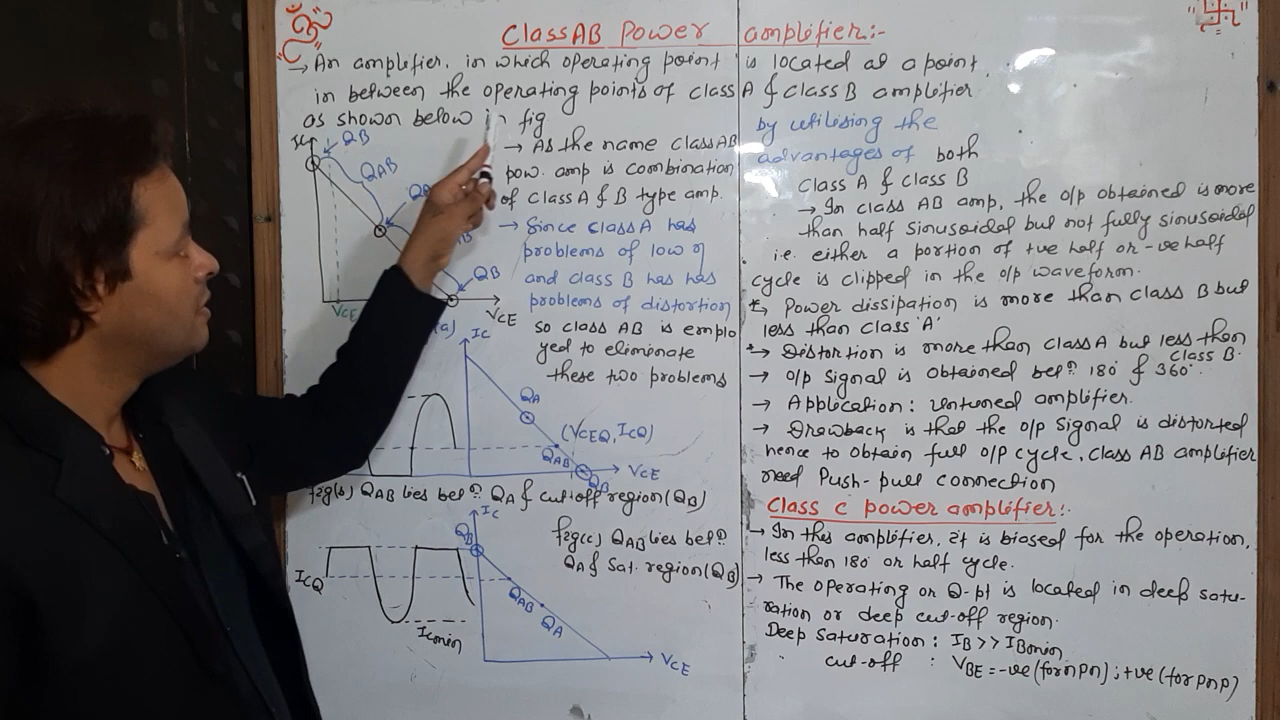 ॐ
Class AB Power amplifier:-
→ An amplifier. in which operating point is located at a point
in between the operating points of class A & class B amplifier
as shown below in fig
→ As the name class AB
pow. amp is combination
of class A & B type amp.
→ Since class A has
problems of low η
and class B has has
problems of distortion
so class AB is emplo
yed to eliminate
these two problems
IC
QB
QAB
QB
VCE
VCE
(a)
IC
QA
(VCEQ, ICQ)
QAB
QB
VCE
fig(b) QAB lies betn QA & cut-off region (QB)
IC
QB
fig(c) QAB lies betn
QA & Sat. region (QB)
ICQ
QAB
QA
ICmin
VCE
by utilising the
advantages of both
Class A & class B
→ In class AB amp, the o/p obtained is more
than half sinusoidal but not fully sinusoidal
i.e. either a portion of +ve half or -ve half
cycle is clipped in the o/p waveform.
→ Power dissipation is more than class B but
less than class 'A'
→ Distortion is more than class A but less then
class B.
→ o/p signal is obtained betn 180° & 360°.
→ Application: untuned amplifier.
→ Drawback is that the o/p signal is distorted
hence to obtain full o/p cycle, class AB amplifier
need Push-pull connection
Class C power amplifier:-
→ In this amplifier, it is biased for the operation,
less than 180° or half cycle.
→ The operating or Q-pt is located in deep satu-
ration or deep cut-off region.
Deep Saturation: IB >> IBmin
cut-off : VBE = -ve (for npn) ; +ve (for pnp)